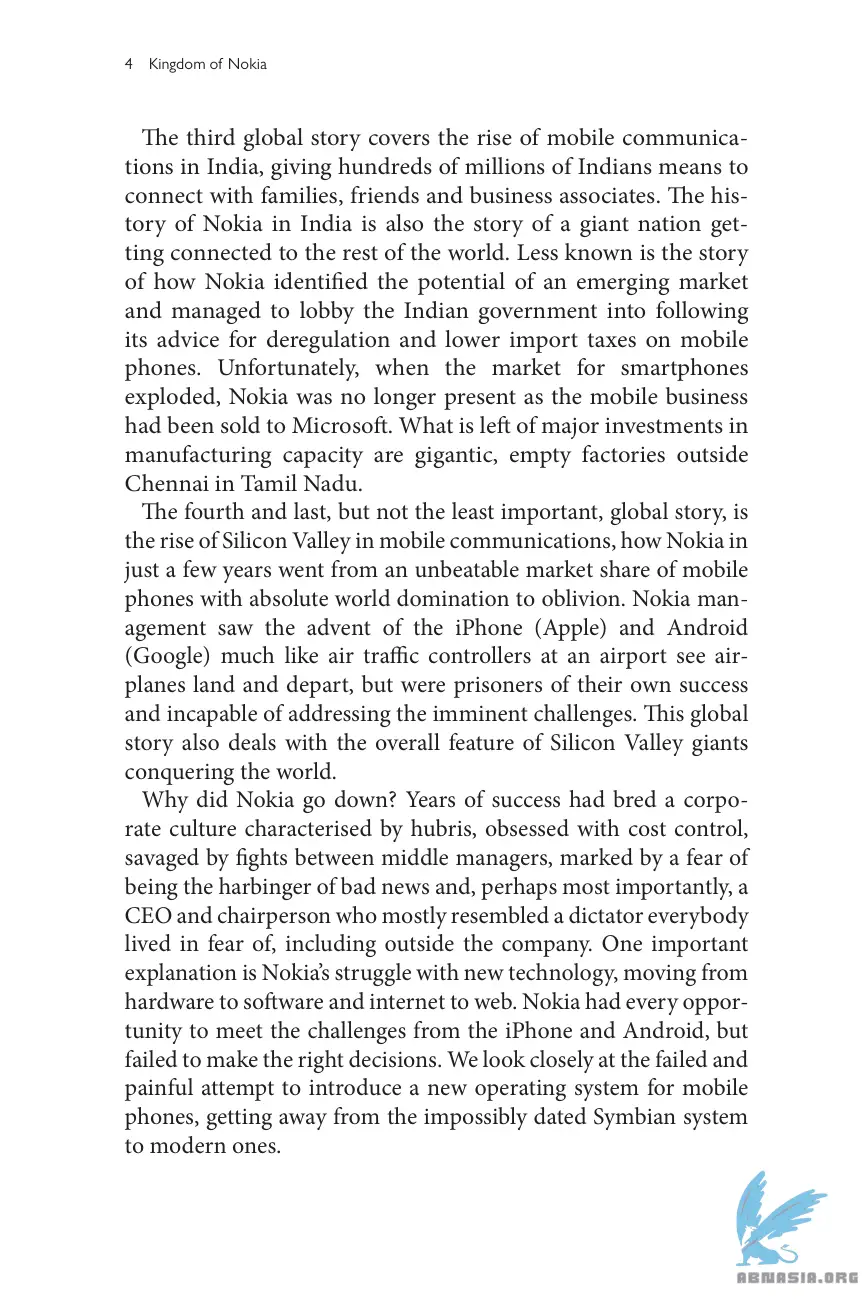 4 Kingdom of Nokia
The third global story covers the rise of mobile communica-
tions in India, giving hundreds of millions of Indians means to
connect with families, friends and business associates. The his-
tory of Nokia in India is also the story of a giant nation get-
ting connected to the rest of the world. Less known is the story
of how Nokia identified the potential of an emerging market
and managed to lobby the Indian government into following
its advice for deregulation and lower import taxes on mobile
phones. Unfortunately, when the market for smartphones
exploded, Nokia was no longer present as the mobile business
had been sold to Microsoft. What is left of major investments in
manufacturing capacity are gigantic, empty factories outside
Chennai in Tamil Nadu.
The fourth and last, but not the least important, global story, is
the rise of Silicon Valley in mobile communications, how Nokia in
just a few years went from an unbeatable market share of mobile
phones with absolute world domination to oblivion. Nokia man-
agement saw the advent of the iPhone (Apple) and Android
(Google) much like air traffic controllers at an airport see air-
planes land and depart, but were prisoners of their own success
and incapable of addressing the imminent challenges. This global
story also deals with the overall feature of Silicon Valley giants
conquering the world.
Why did Nokia go down? Years of success had bred a corpo-
rate culture characterised by hubris, obsessed with cost control,
savaged by fights between middle managers, marked by a fear of
being the harbinger of bad news and, perhaps most importantly, a
CEO and chairperson who mostly resembled a dictator everybody
lived in fear of, including outside the company. One important
explanation is Nokia's struggle with new technology, moving from
hardware to software and internet to web. Nokia had every oppor-
tunity to meet the challenges from the iPhone and Android, but
failed to make the right decisions. We look closely at the failed and
painful attempt to introduce a new operating system for mobile
phones, getting away from the impossibly dated Symbian system
to modern ones.
ABNASIA.ORG